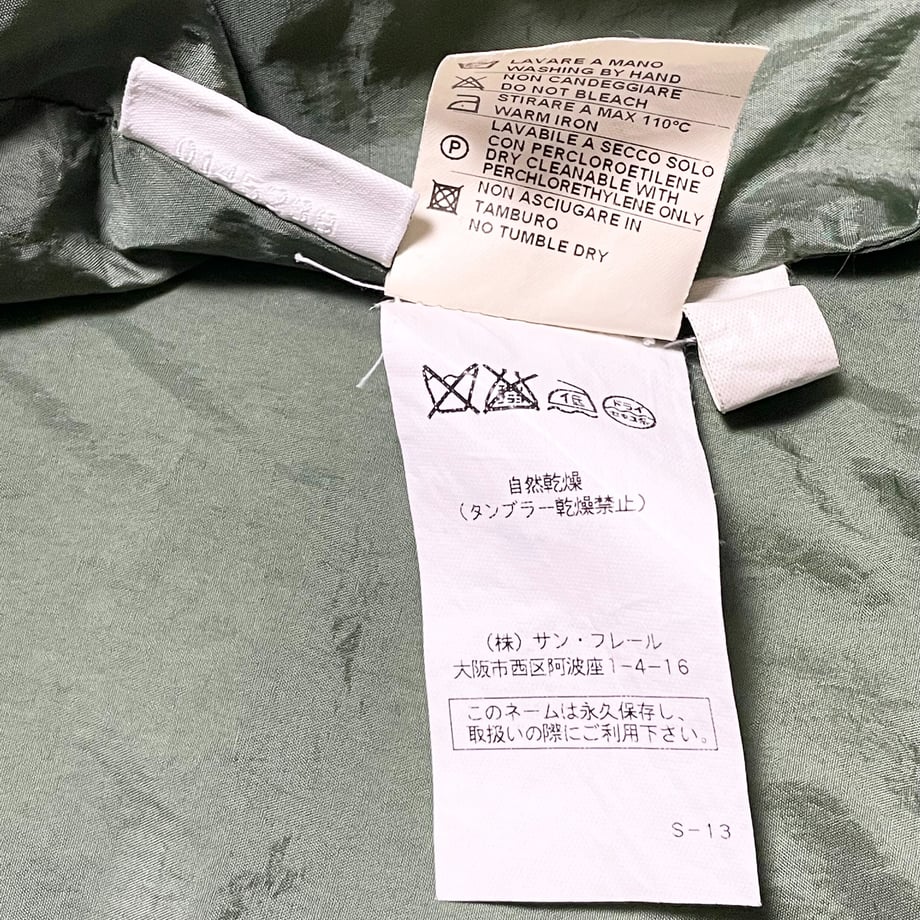 LAVARE A MANO
WASHING BY HAND
NON CANDEGGIARE
DO NOT BLEACH
STIRARE A MAX 110°C
WARM IRON
P
LAVABILE A SECCO SOLO
CON PERCLOROETILENE
DRY CLEANABLE WITH
PERCHLORETHYLENE ONLY
NON ASCIUGARE IN
TAMBURO
NO TUMBLE DRY
低
ドライ
セキユ系
自然乾燥
(タンブラー乾燥禁止)
(株) サン・フレール
大阪市西区阿波座1-4-16
このネームは永久保存し、
取扱いの際にご利用下さい。
S-13